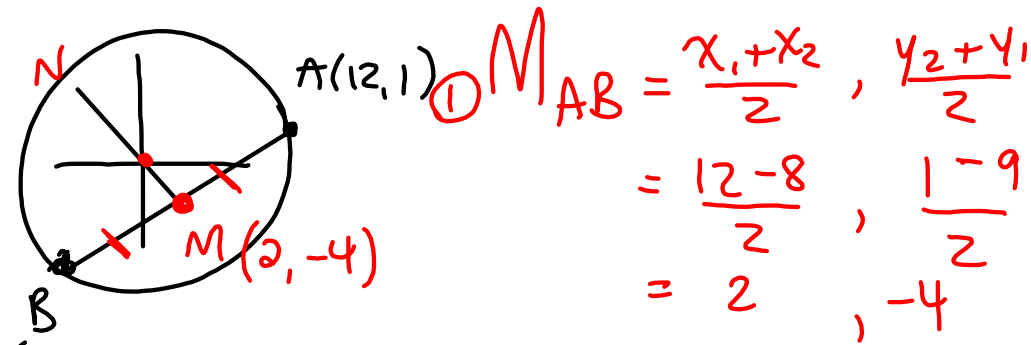 N
A(12,1)
① M_AB = (x₁+x₂)/2 , (y₂+y₁)/2
= (12-8)/2 , (1-9)/2
= 2 , -4
M(2,-4)
B